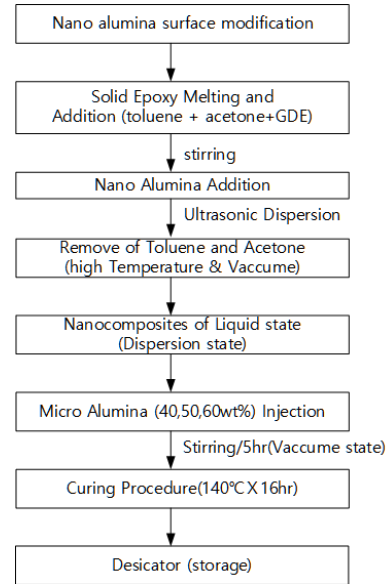 Nano alumina surface modification
Solid Epoxy Melting and
Addition (toluene + acetone+GDE)
stirring
Nano Alumina Addition
Ultrasonic Dispersion
Remove of Toluene and Acetone
(high Temperature & Vaccume)
Nanocomposites of Liquid state
(Dispersion state)
Micro Alumina (40,50,60wt%) Injection
Stirring/5hr(Vaccume state)
Curing Procedure(140℃ X 16hr)
Desicator (storage)